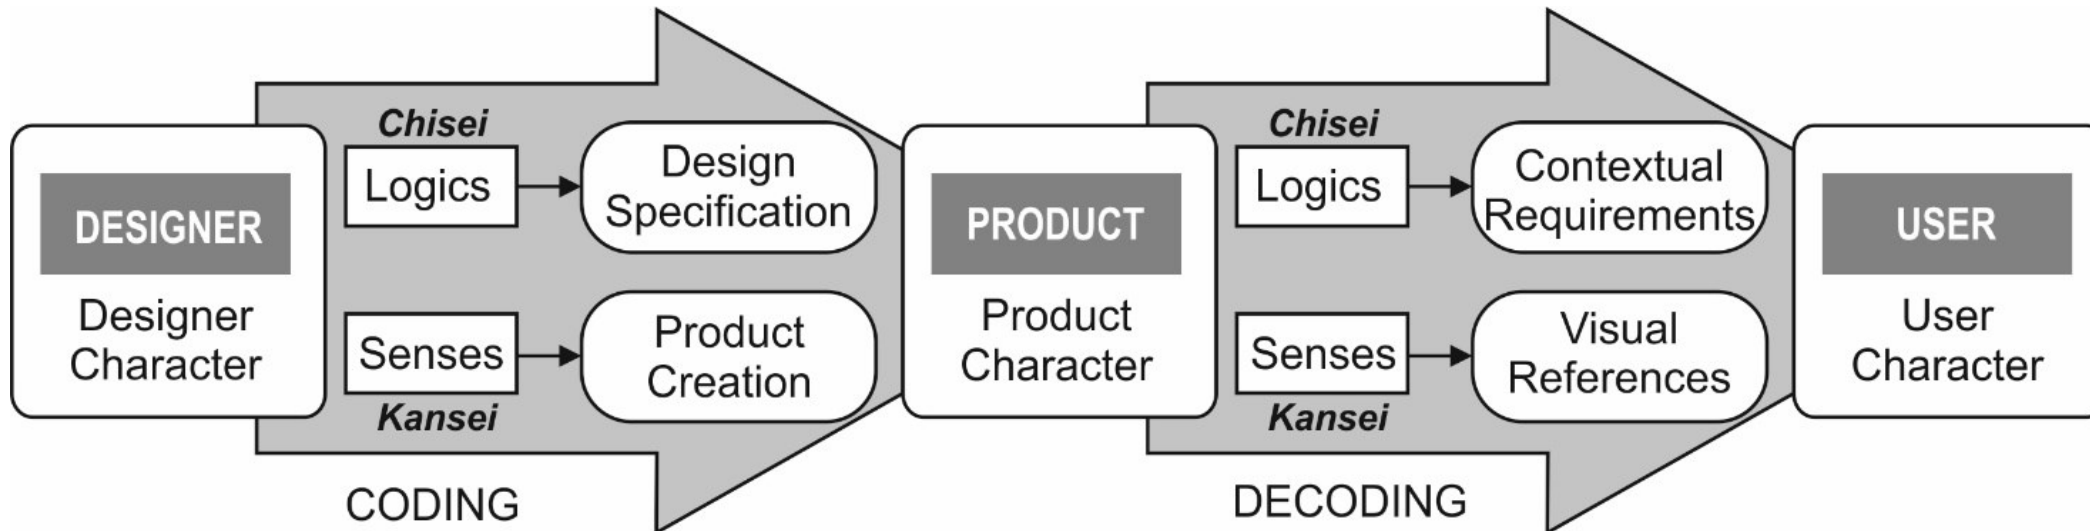 DESIGNER
Designer
Character
Chisei
Logics
Design
Specification
Senses
Kansei
Product
Creation
CODING
PRODUCT
Product
Character
Chisei
Logics
Contextual
Requirements
Senses
Kansei
Visual
References
DECODING
USER
User
Character